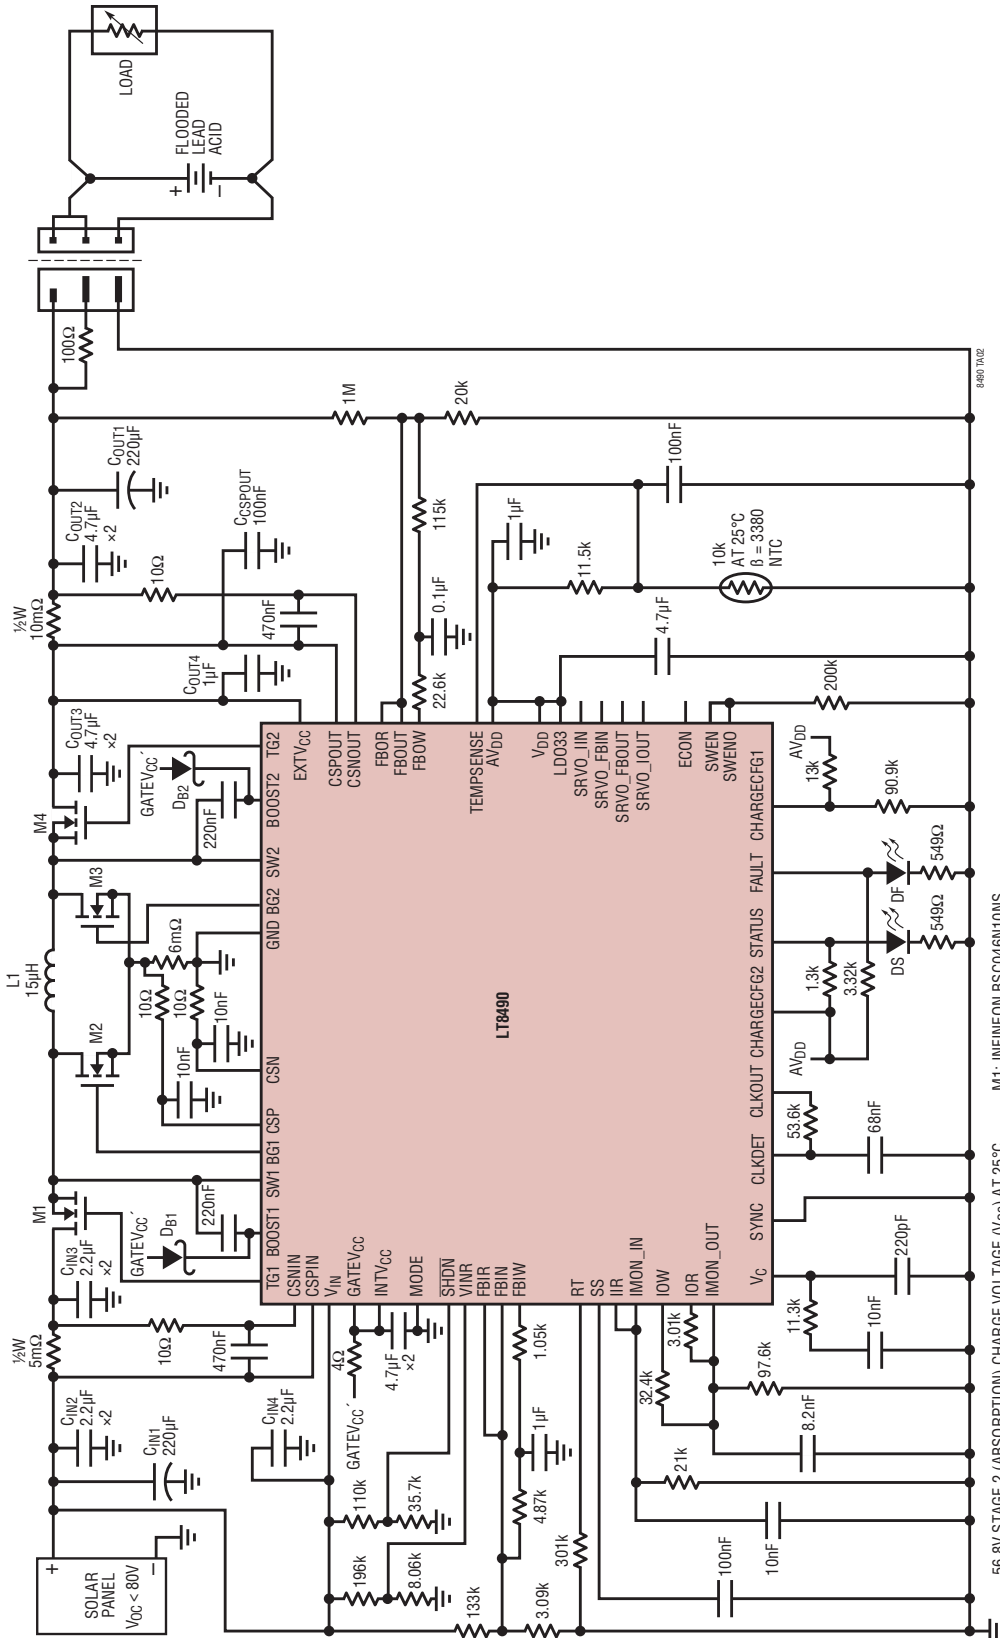 LOAD
FLOODED
LEAD
ACID
+
−
100Ω
8490 TA02
1M
20k
COUT1
220µF
COUT2
4.7µF
×2
CCSPOUT
100nF
115k
1µF
100nF
½W
10mΩ
10Ω
470nF
COUT4
1µF
0.1µF
22.6k
11.5k
10k
AT 25°C
β = 3380
NTC
4.7µF
200k
COUT3
4.7µF
×2
M4
GATEVCC´
DB2
220nF
TG2
BOOST2
SW2
BG2
GND
EXTVCC
CSPOUT
CSNOUT
FBOR
FBOUT
FBOW
TEMPSENSE
AVDD
VDD
LDO33
SRVO_IN
SRVO_FBIN
SRVO_FBOUT
SRVO_IOUT
ECON
SWEN
SWENO
CHARGECFG1
FAULT
STATUS
CHARGECFG2
CLKOUT
CLKDET
SYNC
VC
AVDD
13k
90.9k
DF
549Ω
DS
549Ω
1.3k
3.32k
AVDD
53.6k
68nF
M3
L1
15µH
M2
6mΩ
10Ω
10Ω
10nF
10nF
LT8490
CSN
CSP
BG1
SW1
BOOST1
TG1
M1
GATEVCC´
DB1
220nF
CIN3
2.2µF
×2
½W
5mΩ
10Ω
470nF
CSNIN
CSPIN
VIN
GATEVCC
INTVCC
MODE
SHDN
VINR
FBIR
FBIN
FBIW
RT
SS
IIR
IMON_IN
IOW
IOR
IMON_OUT
CIN2
2.2µF
×2
CIN1
220µF
CIN4
2.2µF
4Ω
GATEVCC´
4.7µF
×2
110k
35.7k
196k
8.06k
133k
3.09k
1.05k
1µF
4.87k
301k
100nF
10nF
21k
32.4k
3.01k
97.6k
8.2nF
11.3k
10nF
220pF
SOLAR
PANEL
VOC < 80V
+
−
56.8V STAGE 2 (ABSORPTION) CHARGE VOLTAGE (VS2) AT 25°C
M1: INFINEON BSC046N10NS